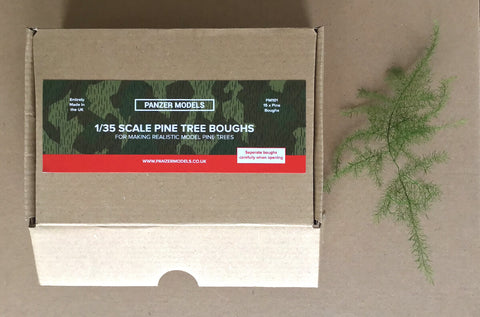 Entirely
Made in
the UK
PANZER MODELS
PM101
15 x Pine
Boughs
1/35 SCALE PINE TREE BOUGHS
FOR MAKING REALISTIC MODEL PINE TREES
WWW.PANZERMODELS.CO.UK
Separate boughs
carefully when opening